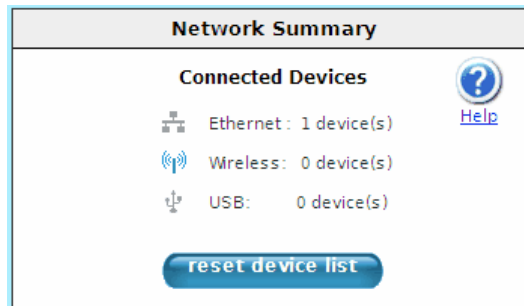 Network Summary
Connected Devices
Help
Ethernet : 1 device(s)
Wireless: 0 device(s)
USB: 0 device(s)
reset device list